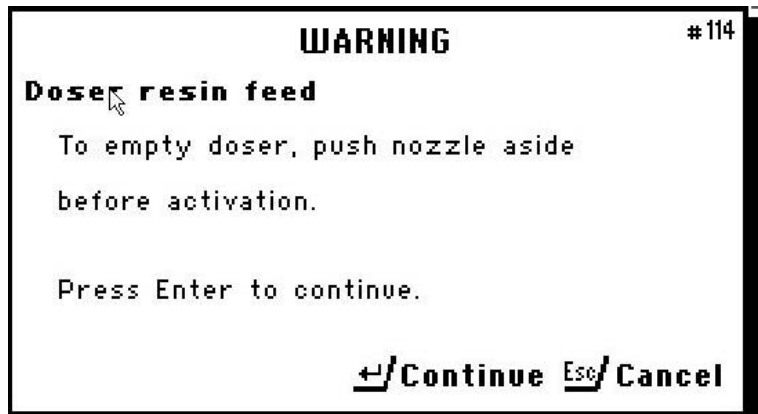 WARNING #114
Doser resin feed
To empty doser, push nozzle aside
before activation.
Press Enter to continue.
↵/Continue Esc/Cancel